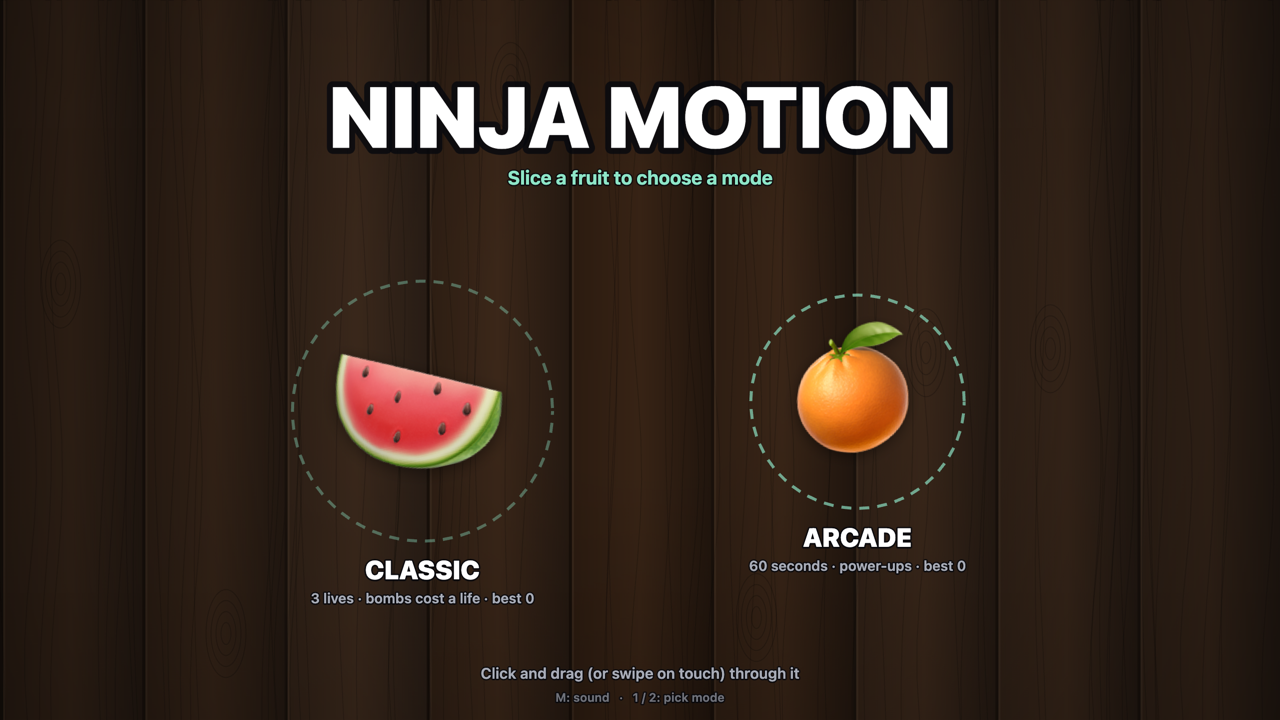 NINJA MOTION
Slice a fruit to choose a mode
CLASSIC
3 lives · bombs cost a life · best 0
ARCADE
60 seconds · power-ups · best 0
Click and drag (or swipe on touch) through it
M: sound · 1 / 2: pick mode